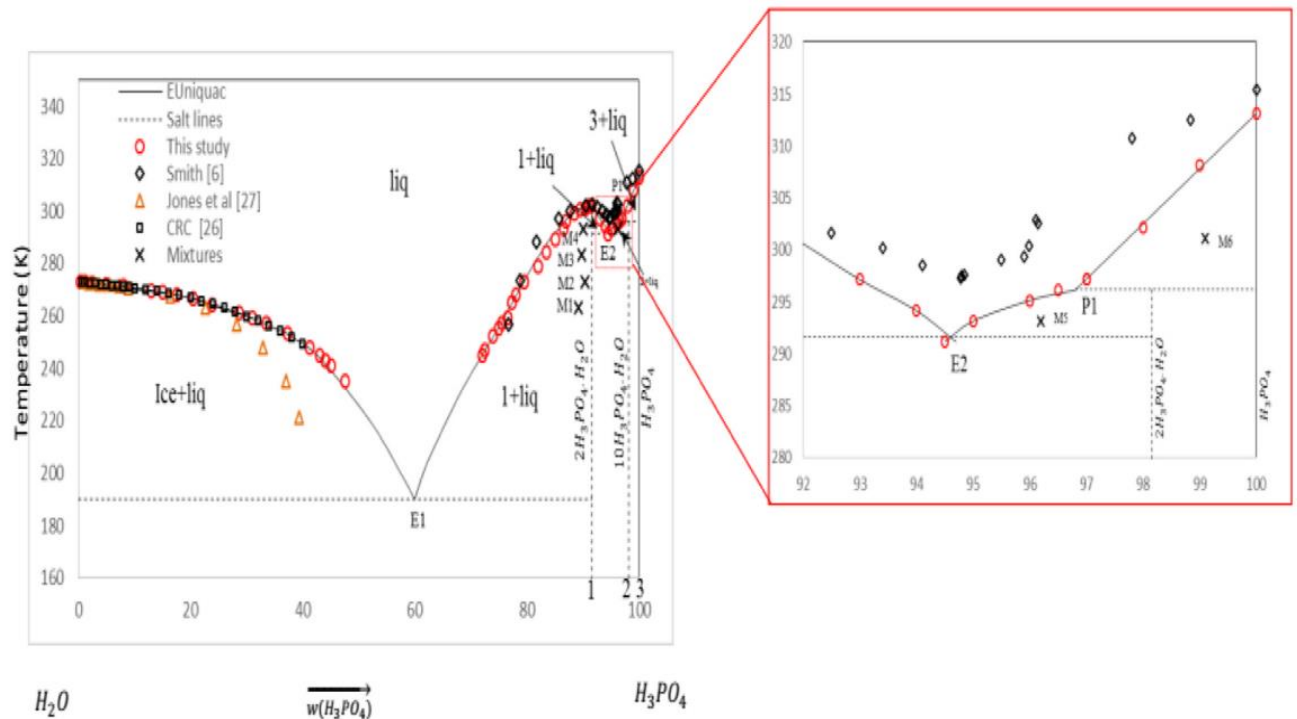 Temperature (K)
340
320
300
280
260
240
220
200
180
160
0
20
40
60
80
100
EUniquac
Salt lines
This study
Smith [6]
Jones et al [27]
CRC [26]
Mixtures
liq
3+liq
1+liq
P1
E2
M4
M3
M2
M1
Ice+liq
1+liq
E1
2H₃PO₄.H₂O
10H₃PO₄.H₂O
H₃PO₄
1
2
3
H₂O
w(H₃PO₄)
H₃PO₄
320
315
310
305
300
295
290
285
280
92
93
94
95
96
97
98
99
100
M6
M5
P1
E2
2H₃PO₄.H₂O
H₃PO₄